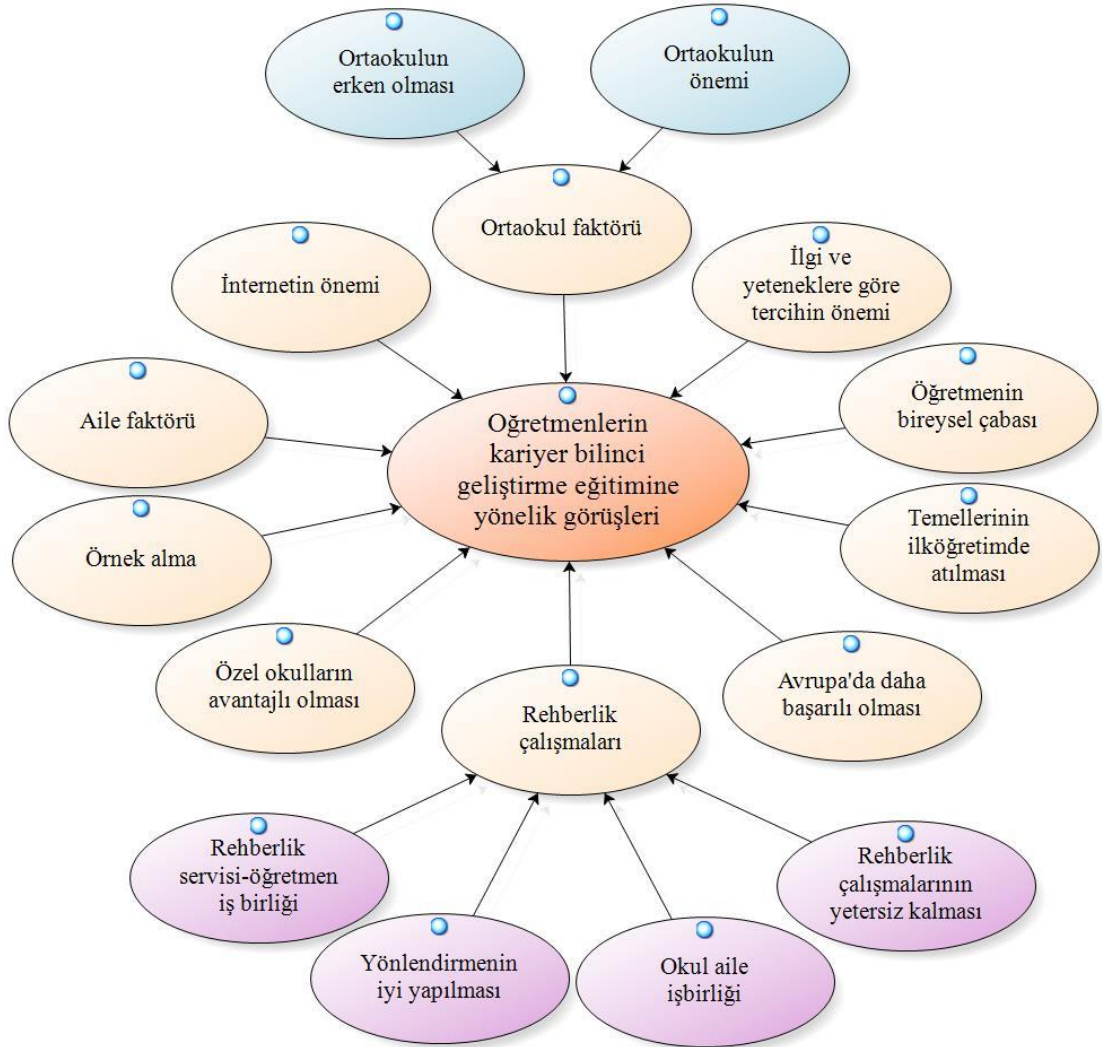 Ortaokulun
erken olması
Ortaokulun
önemi
Ortaokul faktörü
İnternetin önemi
İlgi ve
yeteneklere göre
tercihin önemi
Aile faktörü
Öğretmenlerin
kariyer bilinci
geliştirme eğitimine
yönelik görüşleri
Öğretmenin
bireysel çabası
Örnek alma
Temellerinin
ilköğretimde
atılması
Özel okulların
avantajlı olması
Rehberlik
çalışmaları
Avrupa'da daha
başarılı olması
Rehberlik
servisi-öğretmen
iş birliği
Yönlendirmenin
iyi yapılması
Okul aile
işbirliği
Rehberlik
çalışmalarının
yetersiz kalması